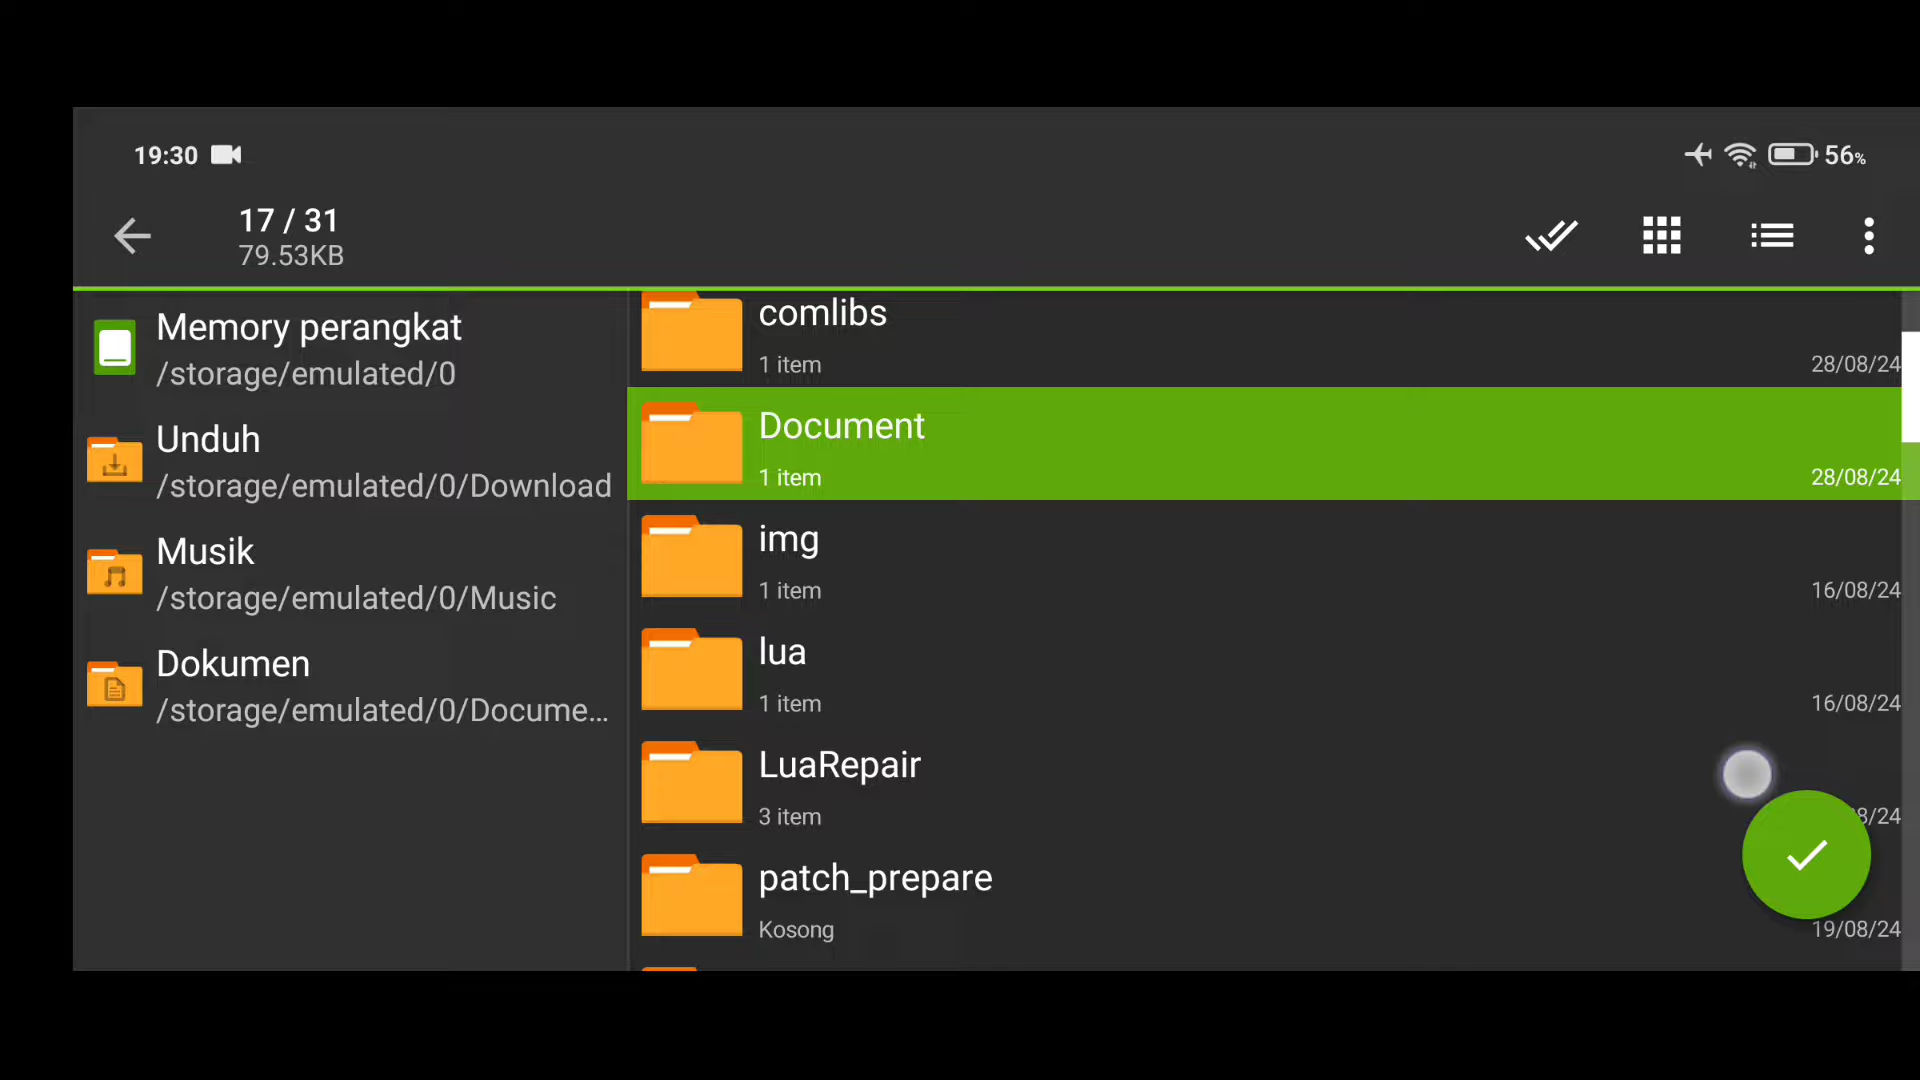 19:30
56%
17 / 31
79.53KB
Memory perangkat
/storage/emulated/0
Unduh
/storage/emulated/0/Download
Musik
/storage/emulated/0/Music
Dokumen
/storage/emulated/0/Docume...
comlibs
1 item
28/08/24
Document
1 item
28/08/24
img
1 item
16/08/24
lua
1 item
16/08/24
LuaRepair
3 item
8/24
patch_prepare
Kosong
19/08/24